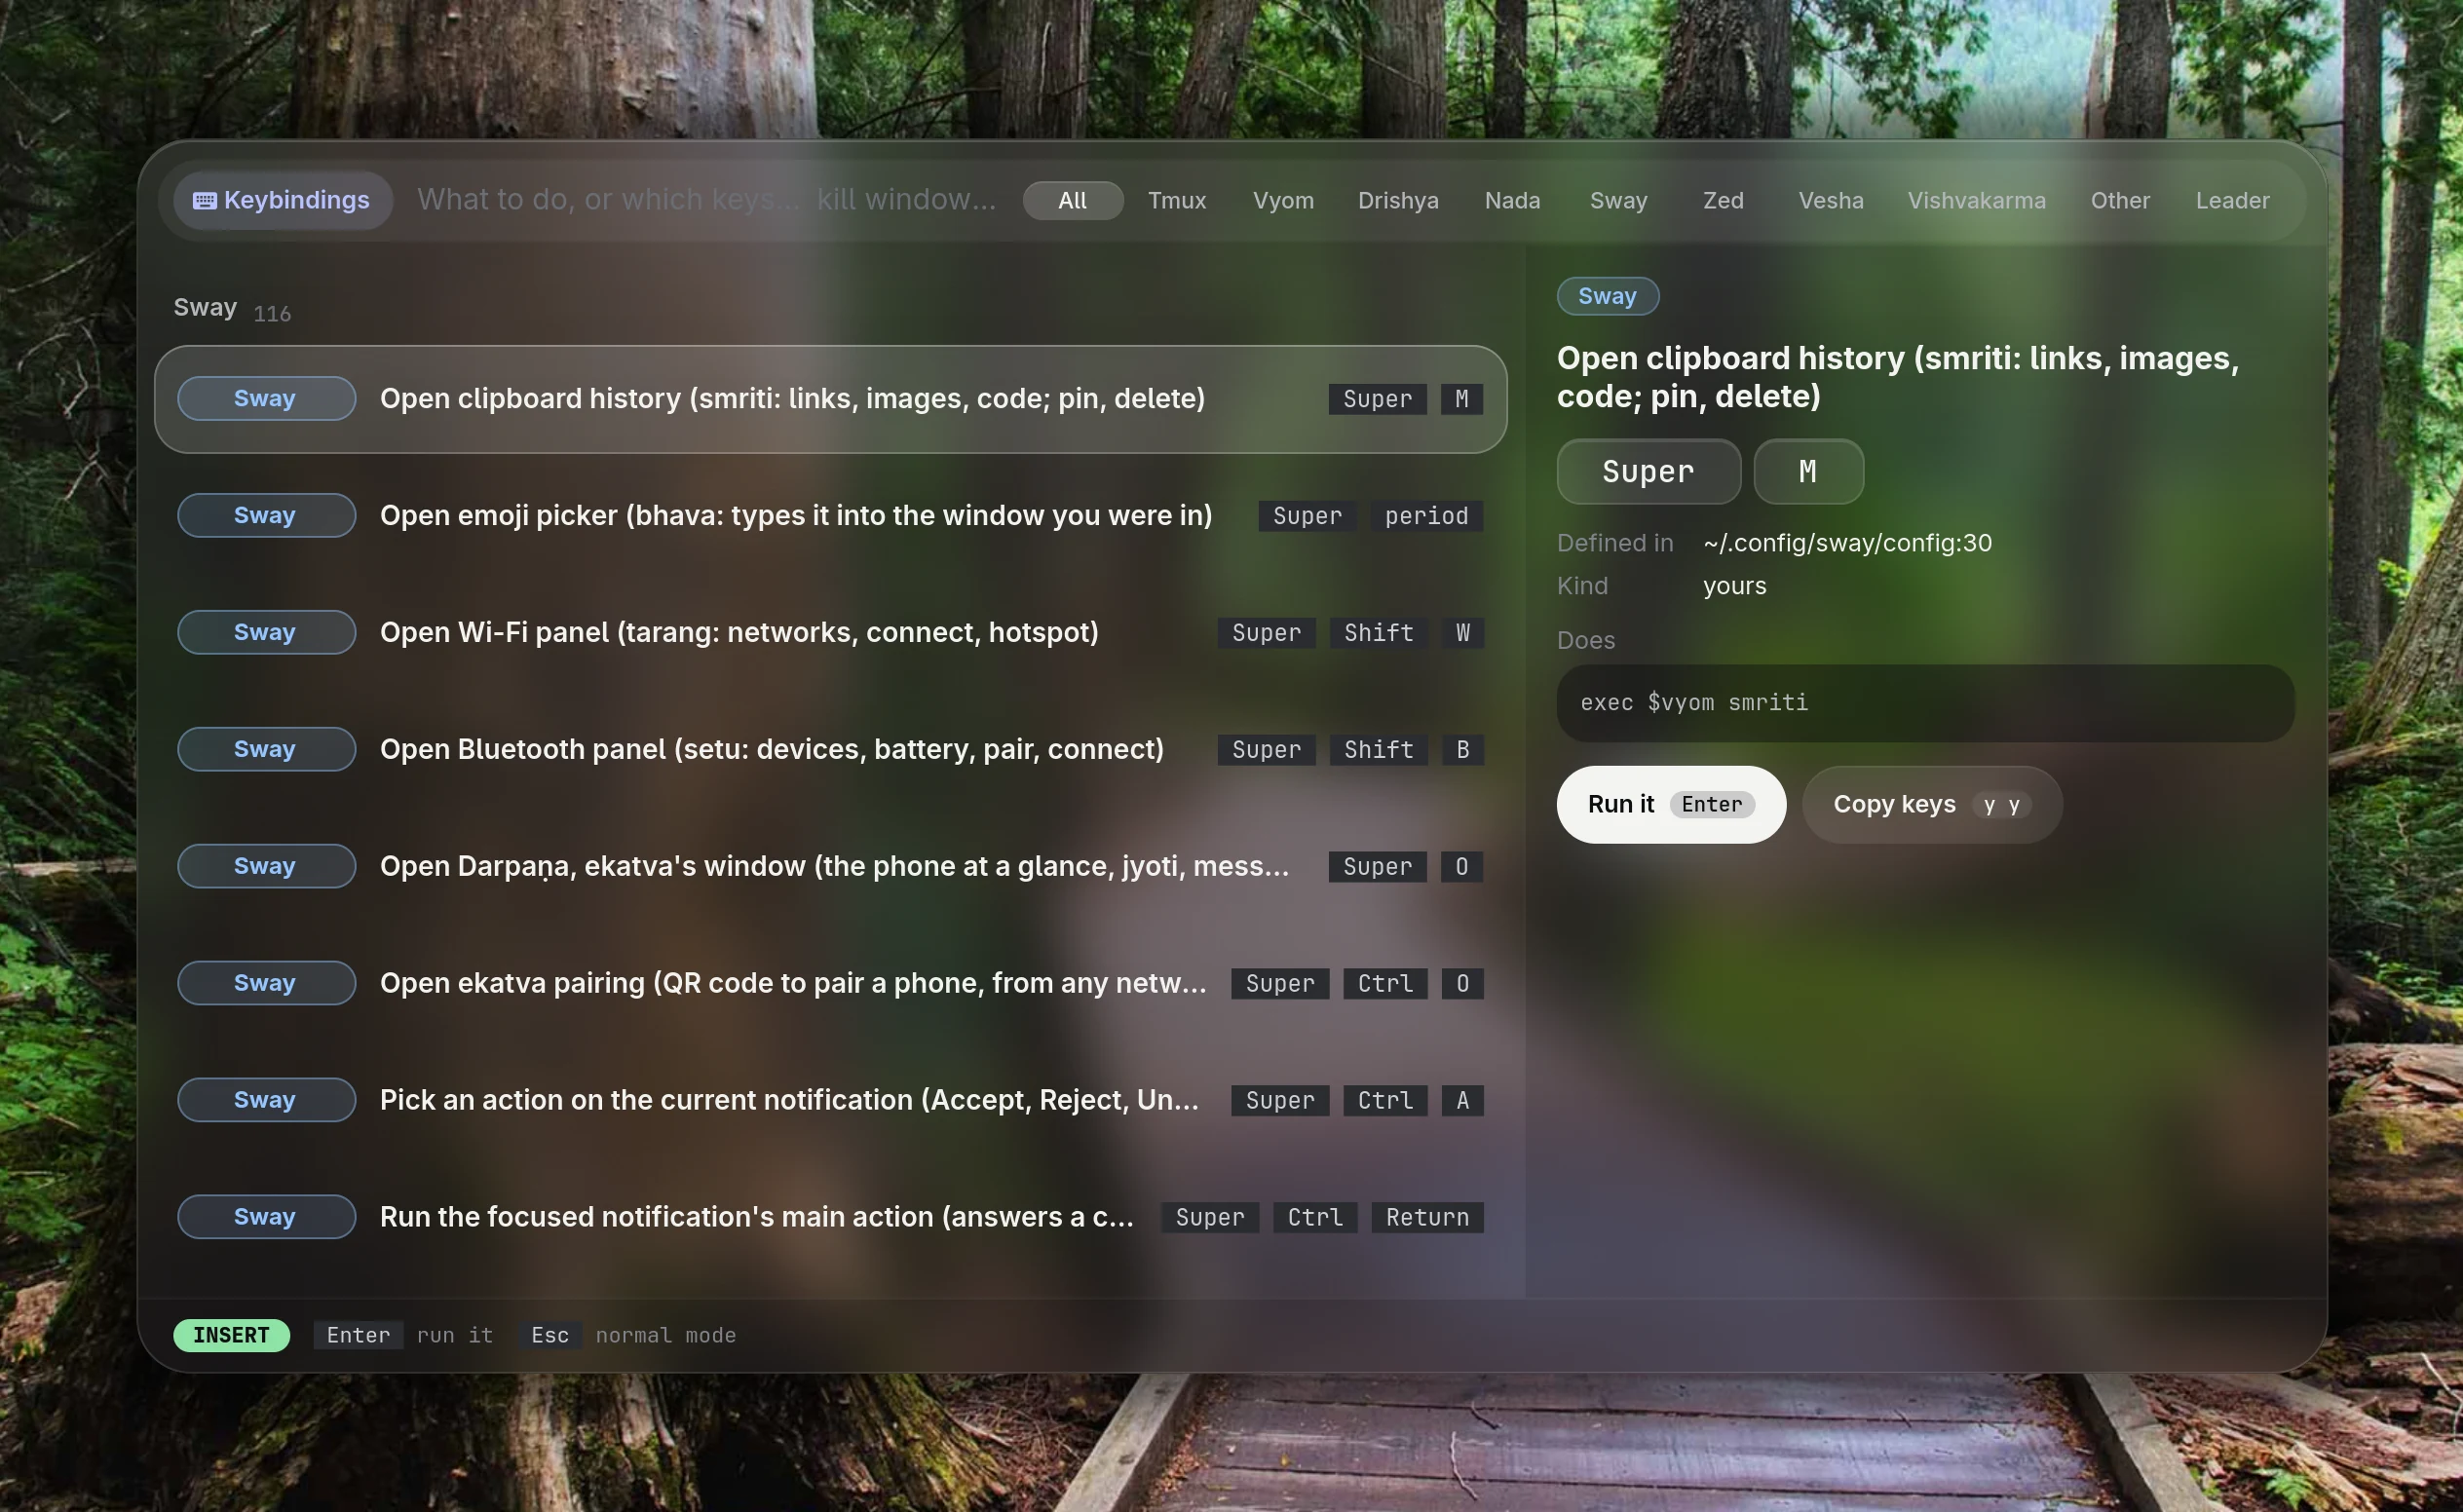 Keybindings What to do, or which keys... kill window... All Tmux Vyom Drishya Nada Sway Zed Vesha Vishvakarma Other Leader
Sway 116
Sway Open clipboard history (smriti: links, images, code; pin, delete) Super M
Sway Open emoji picker (bhava: types it into the window you were in) Super period
Sway Open Wi-Fi panel (tarang: networks, connect, hotspot) Super Shift W
Sway Open Bluetooth panel (setu: devices, battery, pair, connect) Super Shift B
Sway Open Darpaṇa, ekatva's window (the phone at a glance, jyoti, mess... Super O
Sway Open ekatva pairing (QR code to pair a phone, from any netw... Super Ctrl O
Sway Pick an action on the current notification (Accept, Reject, Un... Super Ctrl A
Sway Run the focused notification's main action (answers a c... Super Ctrl Return
Sway
Open clipboard history (smriti: links, images,
code; pin, delete)
Super M
Defined in ~/.config/sway/config:30
Kind yours
Does
exec $vyom smriti
Run it Enter Copy keys y y
INSERT Enter run it Esc normal mode